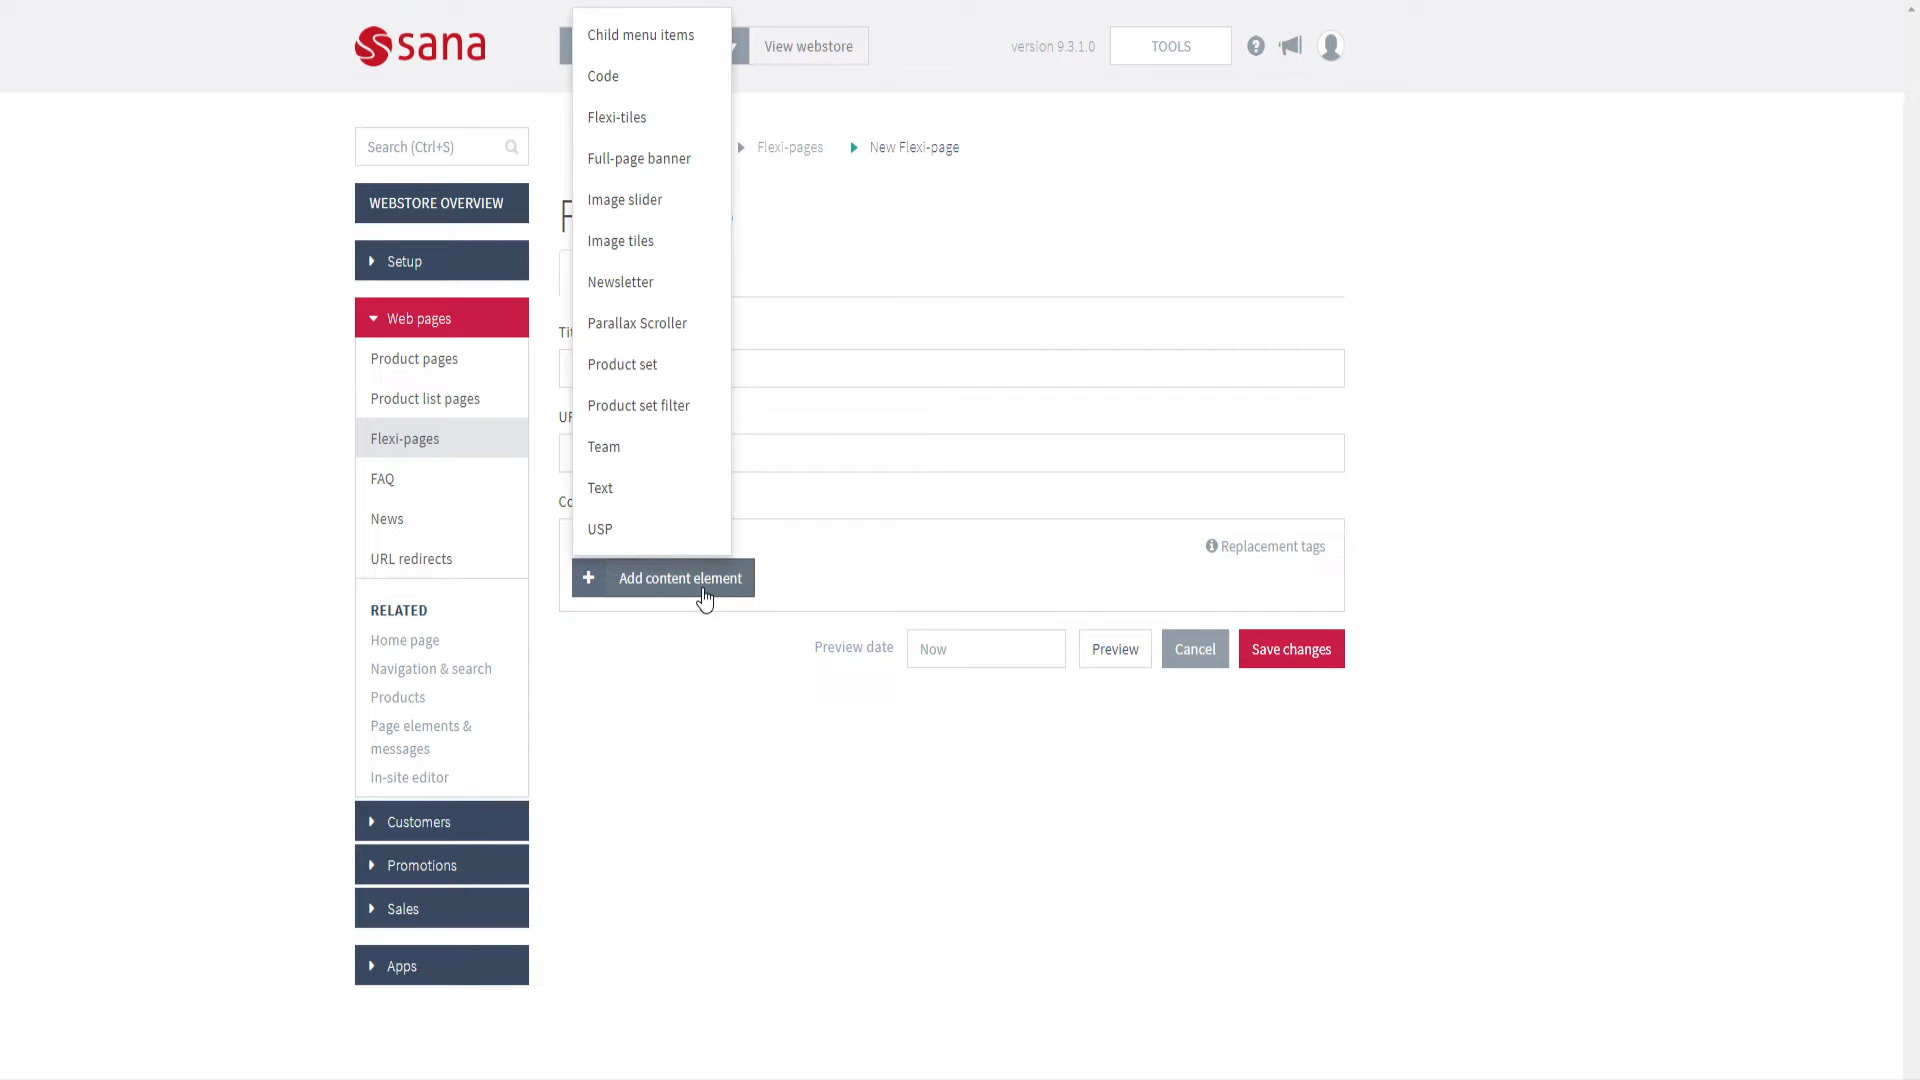 sana
View webstore
version 9.3.1.0
TOOLS
Search (Ctrl+S)
WEBSTORE OVERVIEW
Setup
Web pages
Product pages
Product list pages
Flexi-pages
FAQ
News
URL redirects
RELATED
Home page
Navigation & search
Products
Page elements &
messages
In-site editor
Customers
Promotions
Sales
Apps
Child menu items
Code
Flexi-tiles
Full-page banner
Image slider
Image tiles
Newsletter
Parallax Scroller
Product set
Product set filter
Team
Text
USP
Flexi-pages
New Flexi-page
F
Replacement tags
Add content element
Preview date
Now
Preview
Cancel
Save changes